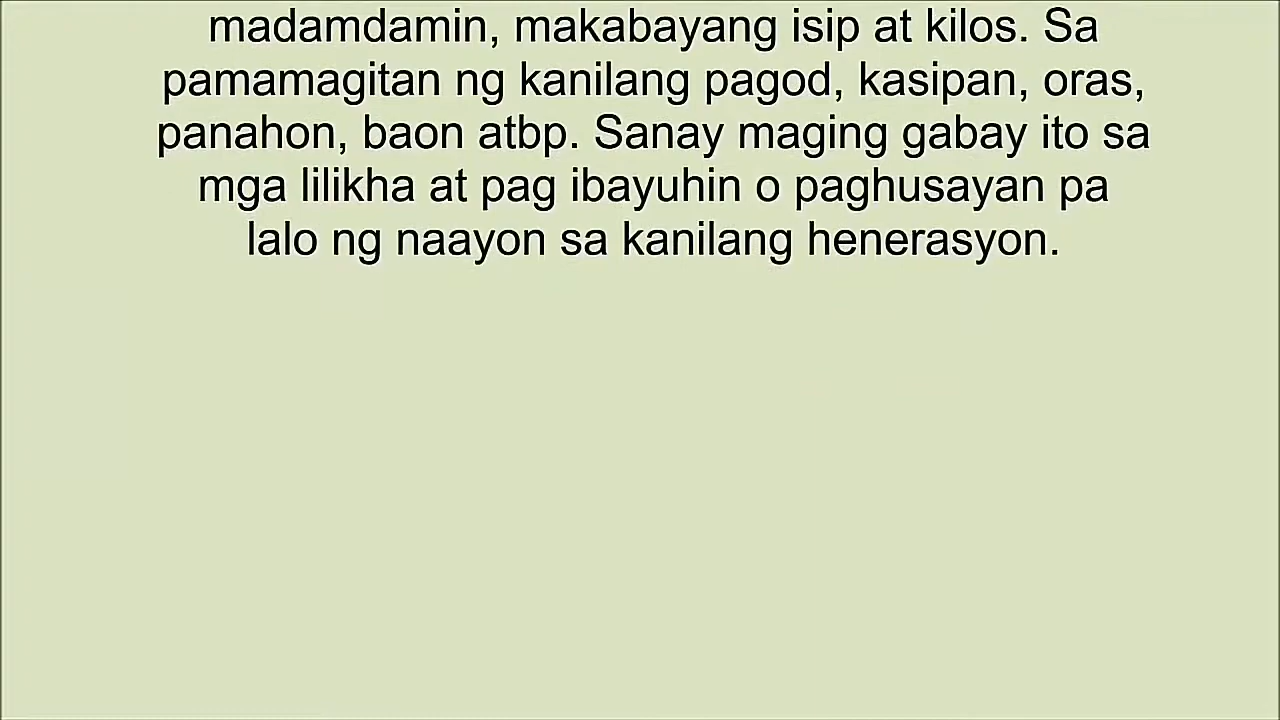 madamdamin, makabayang isip at kilos. Sa
pamamagitan ng kanilang pagod, kasipan, oras,
panahon, baon atbp. Sanay maging gabay ito sa
mga lilikha at pag ibayuhin o paghusayan pa
lalo ng naayon sa kanilang henerasyon.